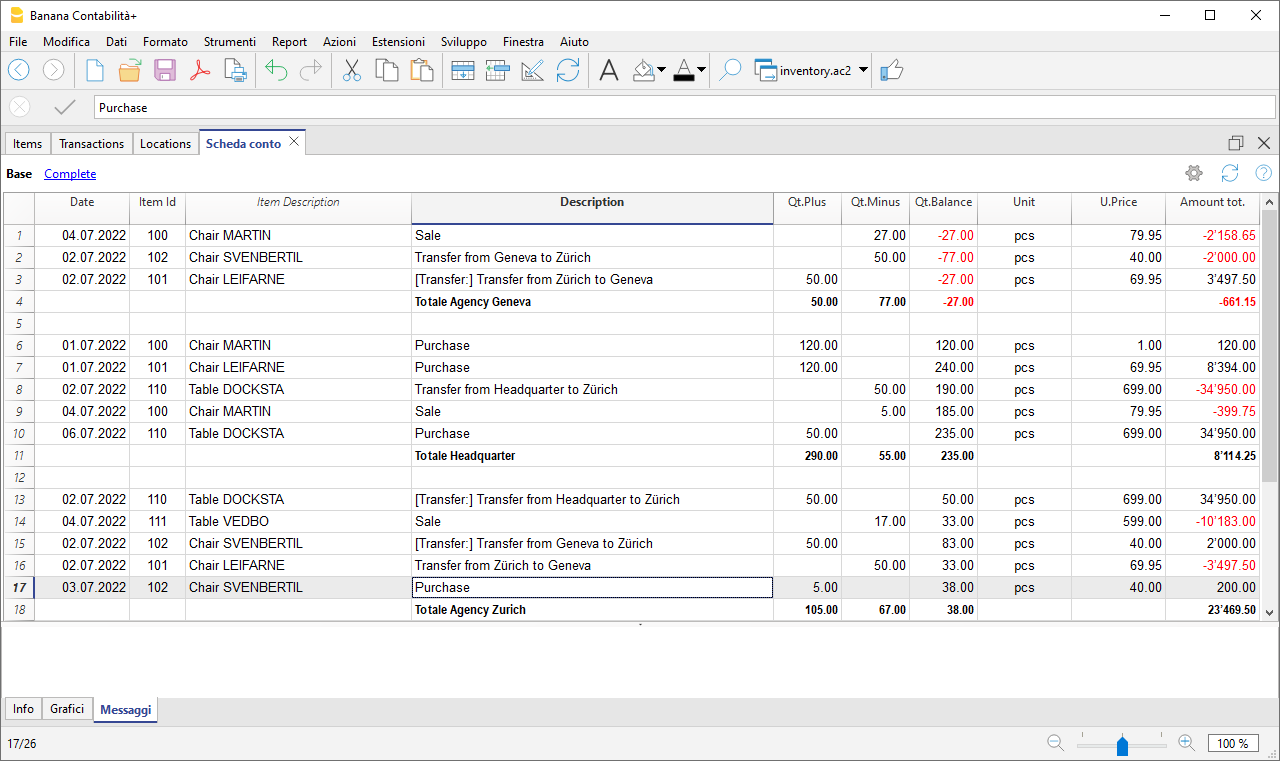 Banana Contabilità+
File Modifica Dati Formato Strumenti Report Azioni Estensioni Sviluppo Finestra Aiuto
inventory.ac2
Purchase
Items Transactions Locations Scheda conto
Base Complete
Date Item Id Item Description Description Qt.Plus Qt.Minus Qt.Balance Unit U.Price Amount tot.
1 04.07.2022 100 Chair MARTIN Sale 27.00 -27.00 pcs 79.95 -2’158.65
2 02.07.2022 102 Chair SVENBERTIL Transfer from Geneva to Zürich 50.00 -77.00 pcs 40.00 -2’000.00
3 02.07.2022 101 Chair LEIFARNE [Transfer:] Transfer from Zürich to Geneva 50.00 -27.00 pcs 69.95 3’497.50
4 Totale Agency Geneva 50.00 77.00 -27.00 -661.15
5
6 01.07.2022 100 Chair MARTIN Purchase 120.00 120.00 pcs 1.00 120.00
7 01.07.2022 101 Chair LEIFARNE Purchase 120.00 240.00 pcs 69.95 8’394.00
8 02.07.2022 110 Table DOCKSTA Transfer from Headquarter to Zürich 50.00 190.00 pcs 699.00 -34’950.00
9 04.07.2022 100 Chair MARTIN Sale 5.00 185.00 pcs 79.95 -399.75
10 06.07.2022 110 Table DOCKSTA Purchase 50.00 235.00 pcs 699.00 34’950.00
11 Totale Headquarter 290.00 55.00 235.00 8’114.25
12
13 02.07.2022 110 Table DOCKSTA [Transfer:] Transfer from Headquarter to Zürich 50.00 50.00 pcs 699.00 34’950.00
14 04.07.2022 111 Table VEDBO Sale 17.00 33.00 pcs 599.00 -10’183.00
15 02.07.2022 102 Chair SVENBERTIL [Transfer:] Transfer from Geneva to Zürich 50.00 83.00 pcs 40.00 2’000.00
16 02.07.2022 101 Chair LEIFARNE Transfer from Zürich to Geneva 50.00 33.00 pcs 69.95 -3’497.50
17 03.07.2022 102 Chair SVENBERTIL Purchase 5.00 38.00 pcs 40.00 200.00
18 Totale Agency Zurich 105.00 67.00 38.00 23’469.50
Info Grafici Messaggi
17/26 100 %